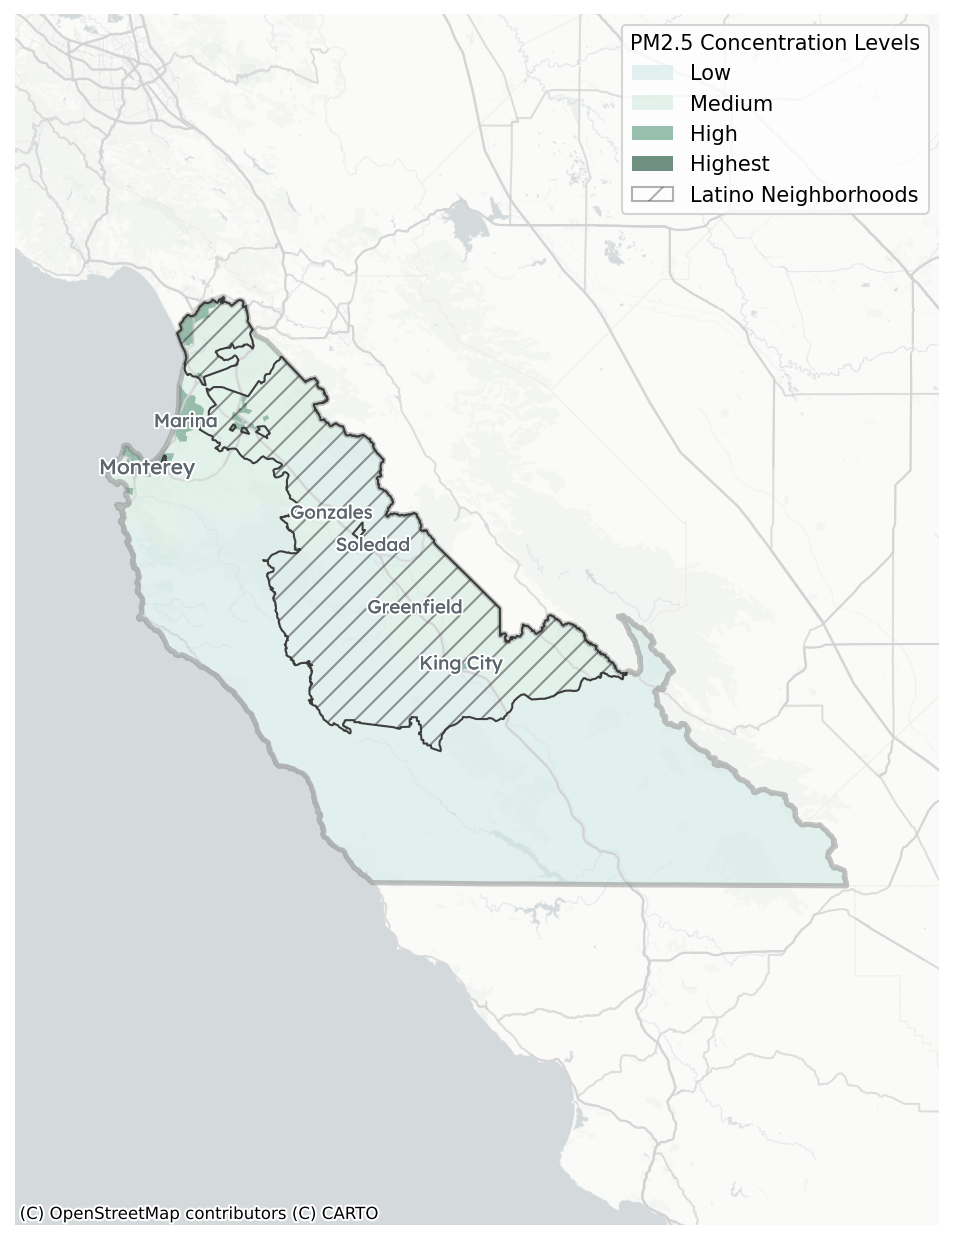 PM2.5 Concentration Levels
Low
Medium
High
Highest
Latino Neighborhoods
Marina
Monterey
Gonzales
Soledad
Greenfield
King City
(C) OpenStreetMap contributors (C) CARTO